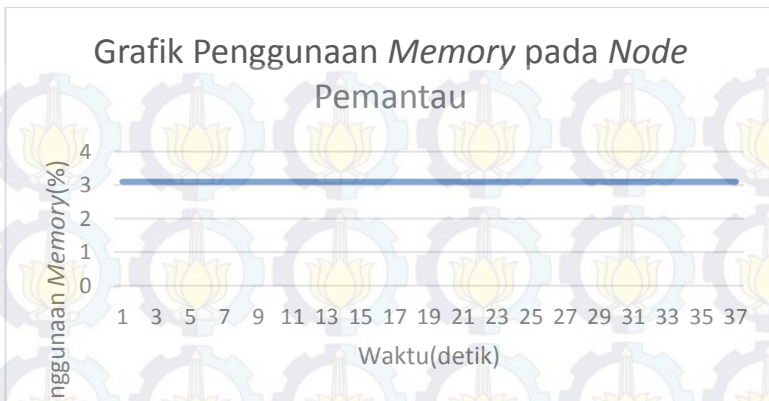 Grafik Penggunaan Memory pada Node
Pemantau
nggunaan Memory(%)
4
3
2
1
0
1 3 5 7 9 11 13 15 17 19 21 23 25 27 29 31 33 35 37
Waktu(detik)